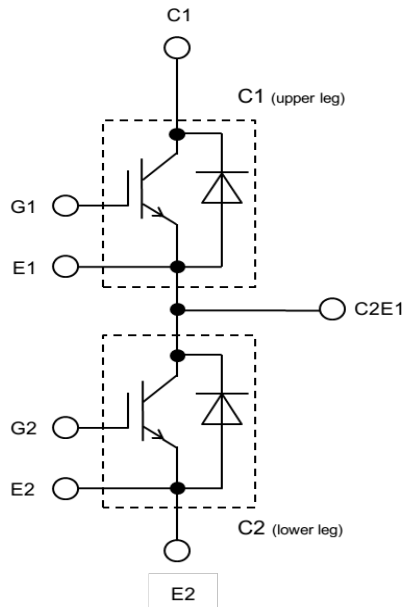 C1
C1 (upper leg)
G1
E1
C2E1
G2
E2
C2 (lower leg)
E2